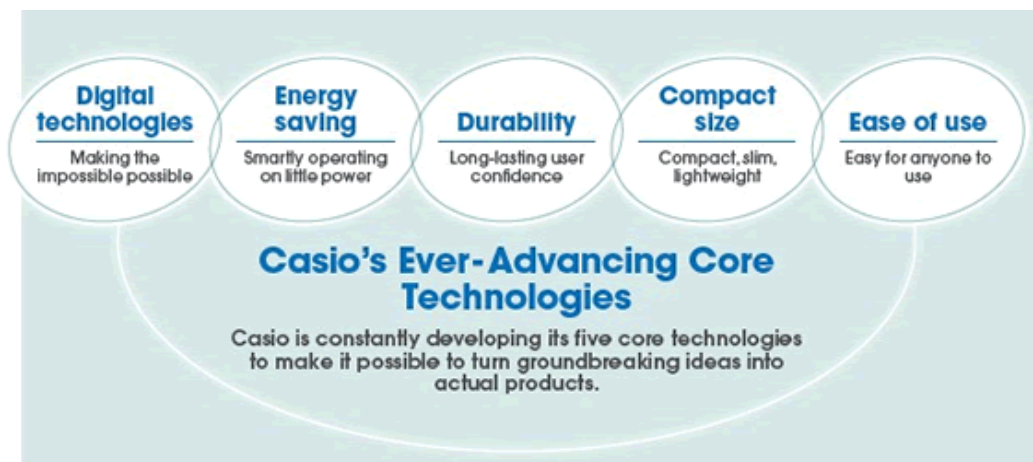 Digital
technologies
Making the
impossible possible
Energy
saving
Smartly operating
on little power
Durability
Long-lasting user
confidence
Compact
size
Compact, slim,
lightweight
Ease of use
Easy for anyone to
use
Casio's Ever-Advancing Core
Technologies
Casio is constantly developing its five core technologies
to make it possible to turn groundbreaking ideas into
actual products.